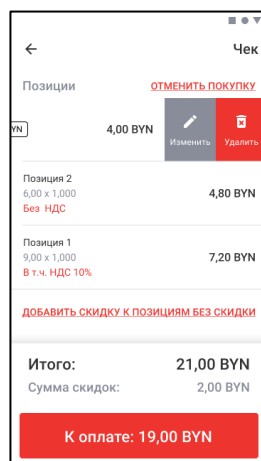 Чек
Позиции ОТМЕНИТЬ ПОКУПКУ
YN 4,00 BYN Изменить Удалить
Позиция 2
6,00 x 1,000 4,80 BYN
Без НДС
Позиция 1
9,00 x 1,000 7,20 BYN
В т.ч. НДС 10%
ДОБАВИТЬ СКИДКУ К ПОЗИЦИЯМ БЕЗ СКИДКИ
Итого: 21,00 BYN
Сумма скидок: 2,00 BYN
К оплате: 19,00 BYN